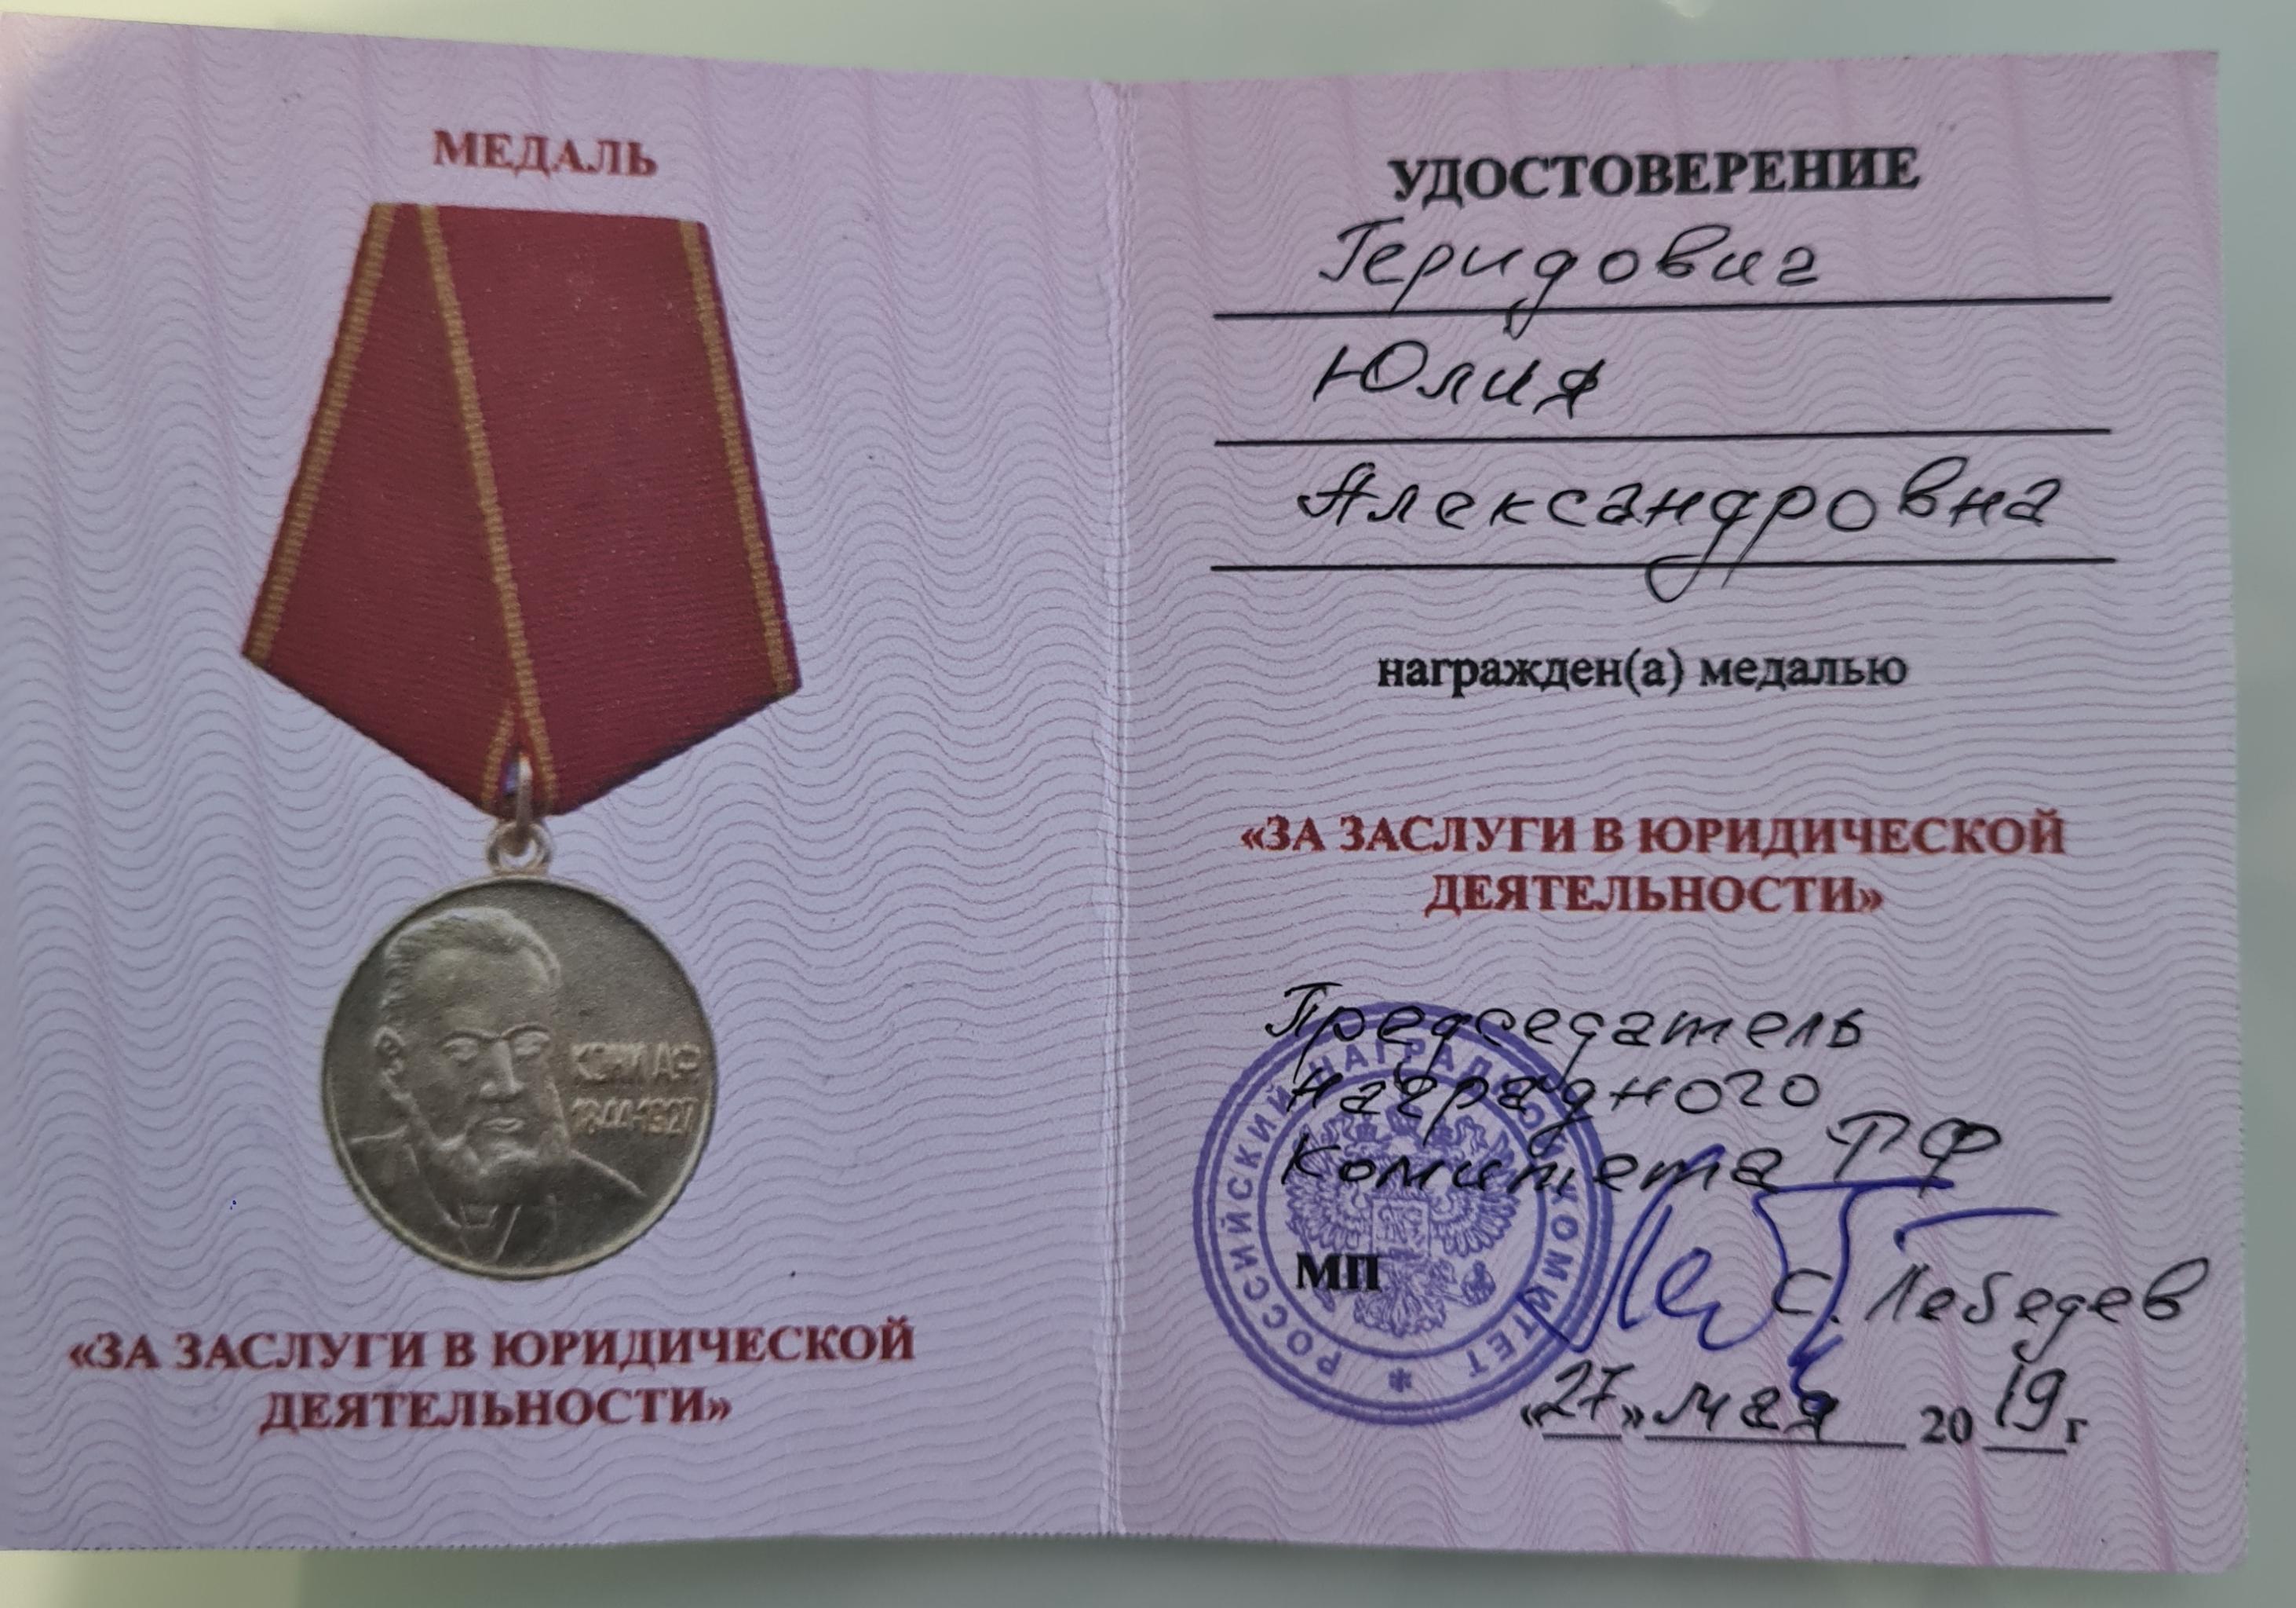 МЕДАЛЬ
КОНИ А.Ф
1844-1927
«ЗА ЗАСЛУГИ В ЮРИДИЧЕСКОЙ
ДЕЯТЕЛЬНОСТИ»
УДОСТОВЕРЕНИЕ
Юлия
Александровна
награжден(а) медалью
«ЗА ЗАСЛУГИ В ЮРИДИЧЕСКОЙ
ДЕЯТЕЛЬНОСТИ»
Председатель
Наградного
Комитета РФ
РОССИЙСКИЙ НАГРАДНОЙ КОМИТЕТ
МП
С. Лебедев
«27» мая 2019 г